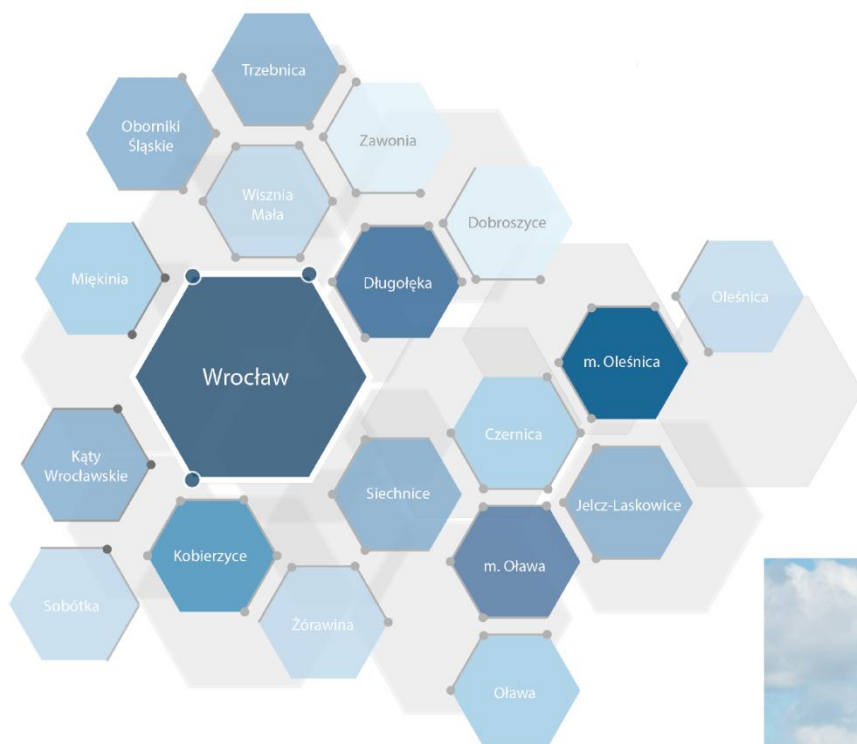 Trzebnica
Oborniki
Śląskie
Zawonia
Wisznia
Mała
Dobroszyce
Miękinia
Długołęka
Oleśnica
m. Oleśnica
Wrocław
Czernica
Kąty
Wrocławskie
Siechnice
Jelcz-Laskowice
Kobierzyce
m. Oława
Sobótka
Żórawina
Oława